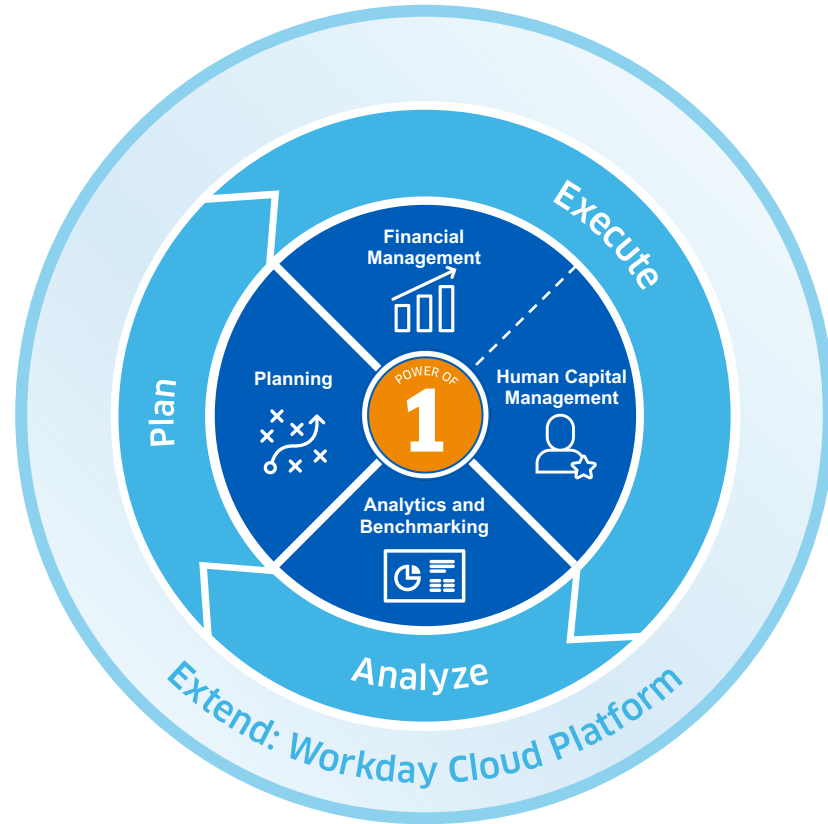 Execute
Financial
Management
Plan
Planning
POWER OF
1
Human Capital
Management
Analytics and
Benchmarking
Analyze
Extend: Workday Cloud Platform